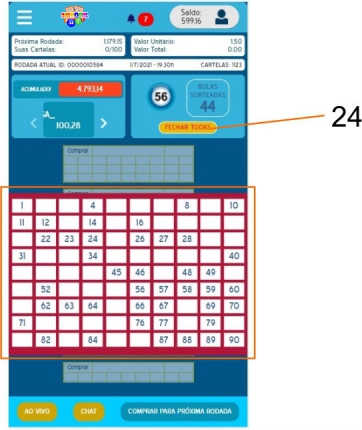 7
Saldo:
599.16
Próxima Rodada: 1.179.15
Suas Cartelas: 0/100
Valor Unitário: 1.50
Valor Total: 0.00
RODADA ATUAL ID: 0000010584 1/7/2021 - 19:30h CARTELAS: 1123
ACUMULADO! 4.793,14
100,28
56
BOLAS
SORTEADAS
44
FECHAR TODAS
24
Comprar
1 4 8 10
11 12 14 16
22 23 24 26 27 28
31 34 40
45 46 48 49
52 56 57 58 59 60
62 63 64 66 67 69 70
71 76 77 79
82 84 87 88 89 90
Comprar
AO VIVO CHAT COMPRAR PARA PRÓXIMA RODADA